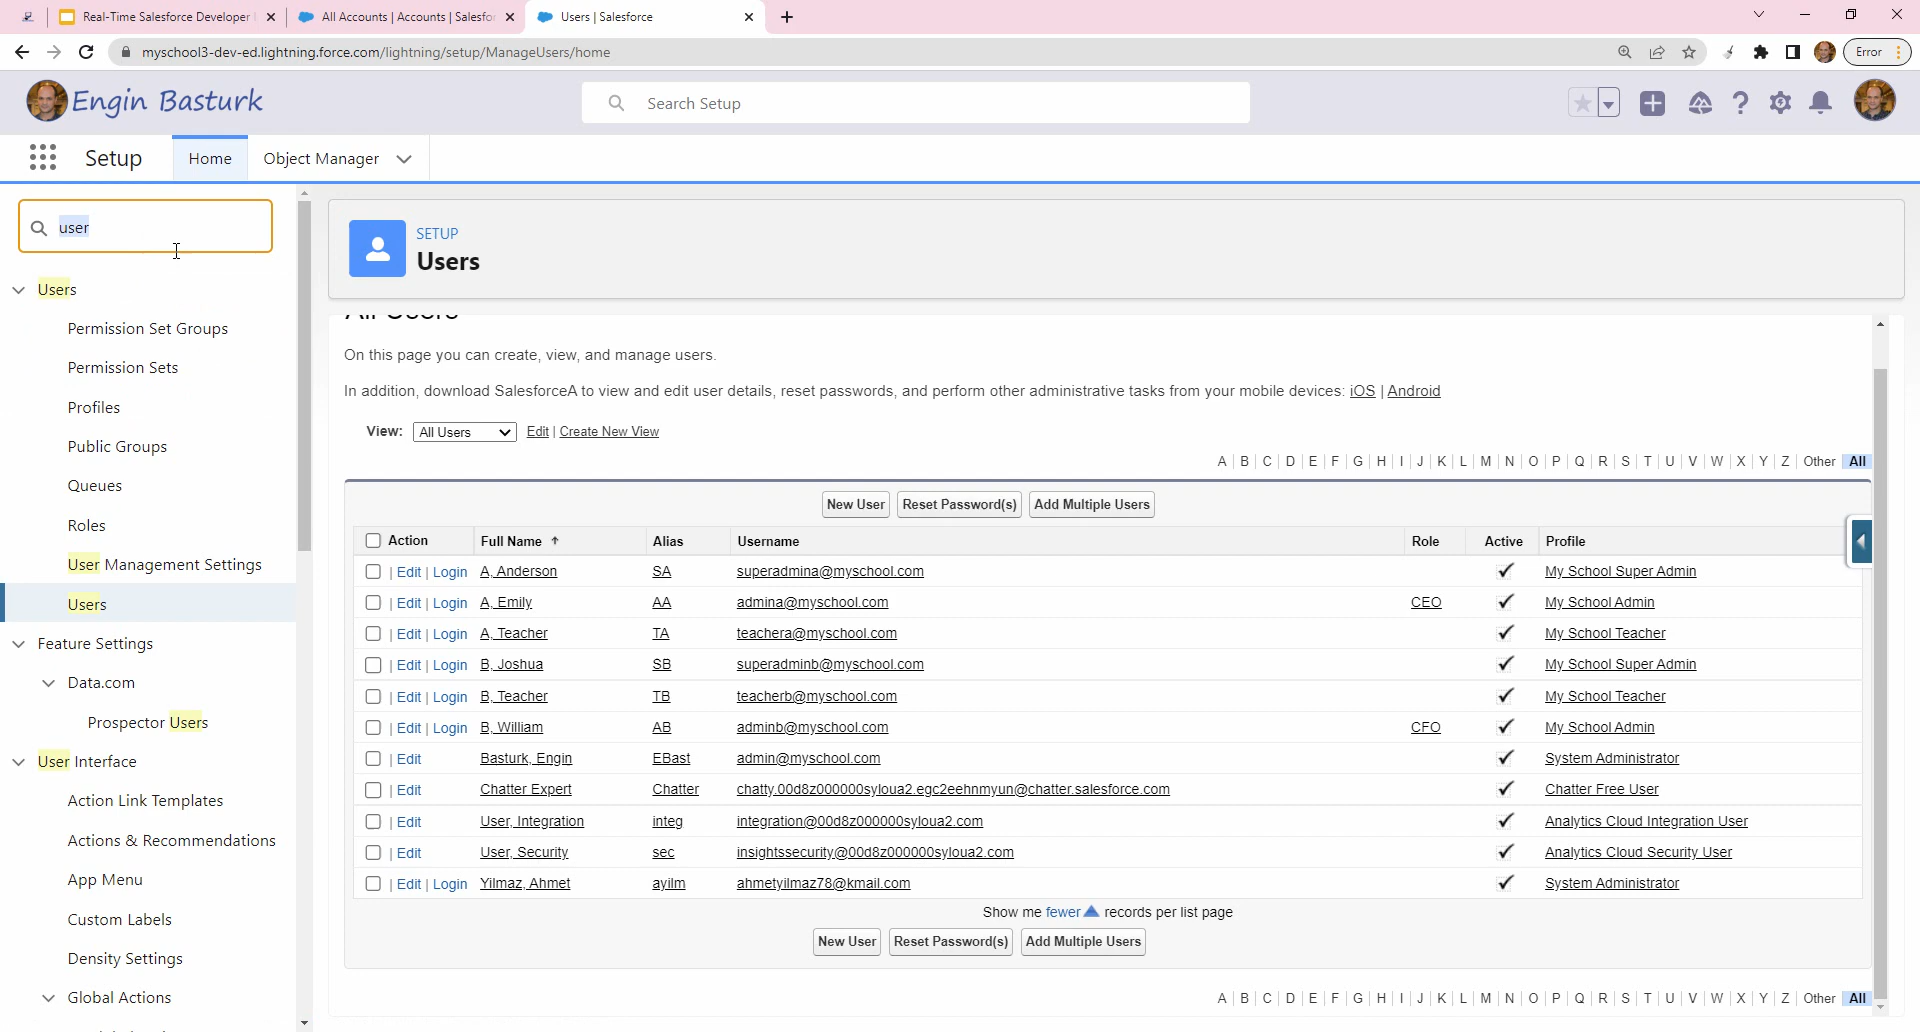 Real-Time Salesforce Developer
All Accounts | Accounts | Salesfor
Users | Salesforce
myschool3-dev-ed.lightning.force.com/lightning/setup/ManageUsers/home
Error
Engin Basturk
Search Setup
Setup
Home
Object Manager
user
Users
Permission Set Groups
Permission Sets
Profiles
Public Groups
Queues
Roles
User Management Settings
Users
Feature Settings
Data.com
Prospector Users
User Interface
Action Link Templates
Actions & Recommendations
App Menu
Custom Labels
Density Settings
Global Actions
SETUP
Users
All Users
On this page you can create, view, and manage users.
In addition, download SalesforceA to view and edit user details, reset passwords, and perform other administrative tasks from your mobile devices: iOS | Android
View: All Users Edit | Create New View
A | B | C | D | E | F | G | H | I | J | K | L | M | N | O | P | Q | R | S | T | U | V | W | X | Y | Z | Other All
New User Reset Password(s) Add Multiple Users
Action Full Name Alias Username Role Active Profile
| Edit | Login A, Anderson SA superadmina@myschool.com My School Super Admin
| Edit | Login A, Emily AA admina@myschool.com CEO My School Admin
| Edit | Login A, Teacher TA teachera@myschool.com My School Teacher
| Edit | Login B, Joshua SB superadminb@myschool.com My School Super Admin
| Edit | Login B, Teacher TB teacherb@myschool.com My School Teacher
| Edit | Login B, William AB adminb@myschool.com CFO My School Admin
| Edit Basturk, Engin EBast admin@myschool.com System Administrator
| Edit Chatter Expert Chatter chatty.00d8z000000syloua2.egc2eehnmyun@chatter.salesforce.com Chatter Free User
| Edit User, Integration integ integration@00d8z000000syloua2.com Analytics Cloud Integration User
| Edit User, Security sec insightssecurity@00d8z000000syloua2.com Analytics Cloud Security User
| Edit | Login Yilmaz, Ahmet ayilm ahmetyilmaz78@kmail.com System Administrator
Show me fewer records per list page
New User Reset Password(s) Add Multiple Users
A | B | C | D | E | F | G | H | I | J | K | L | M | N | O | P | Q | R | S | T | U | V | W | X | Y | Z | Other All